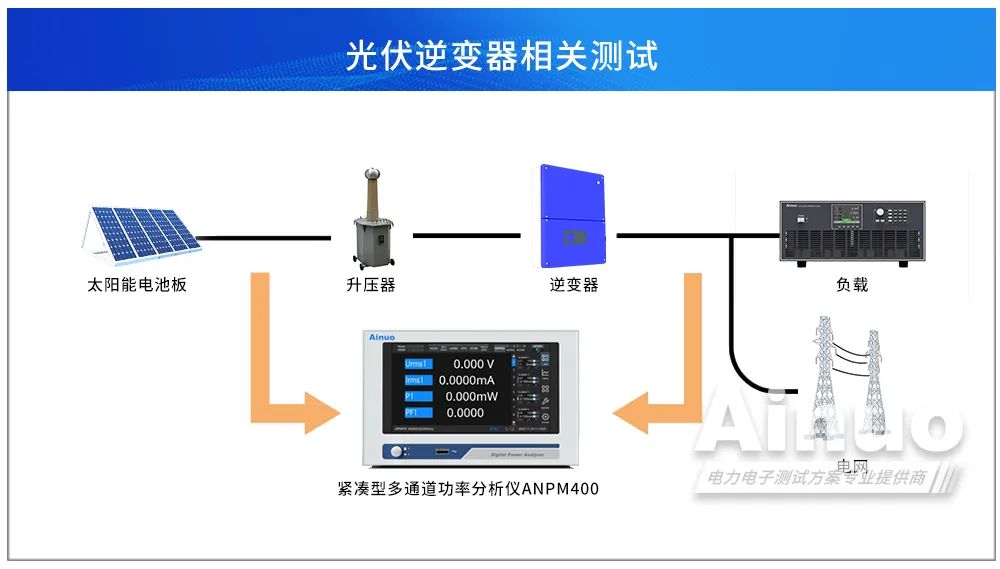 光伏逆变器相关测试
太阳能电池板
升压器
逆变器
Ainuo
负载
Ainuo
Urms1 0.000 V
Irms1 0.0000mA
P1 0.000mW
PF1 0.0000
Digital Power Analyzer
紧凑型多通道功率分析仪ANPM400
Ainuo
电网
电力电子测试方案专业提供商